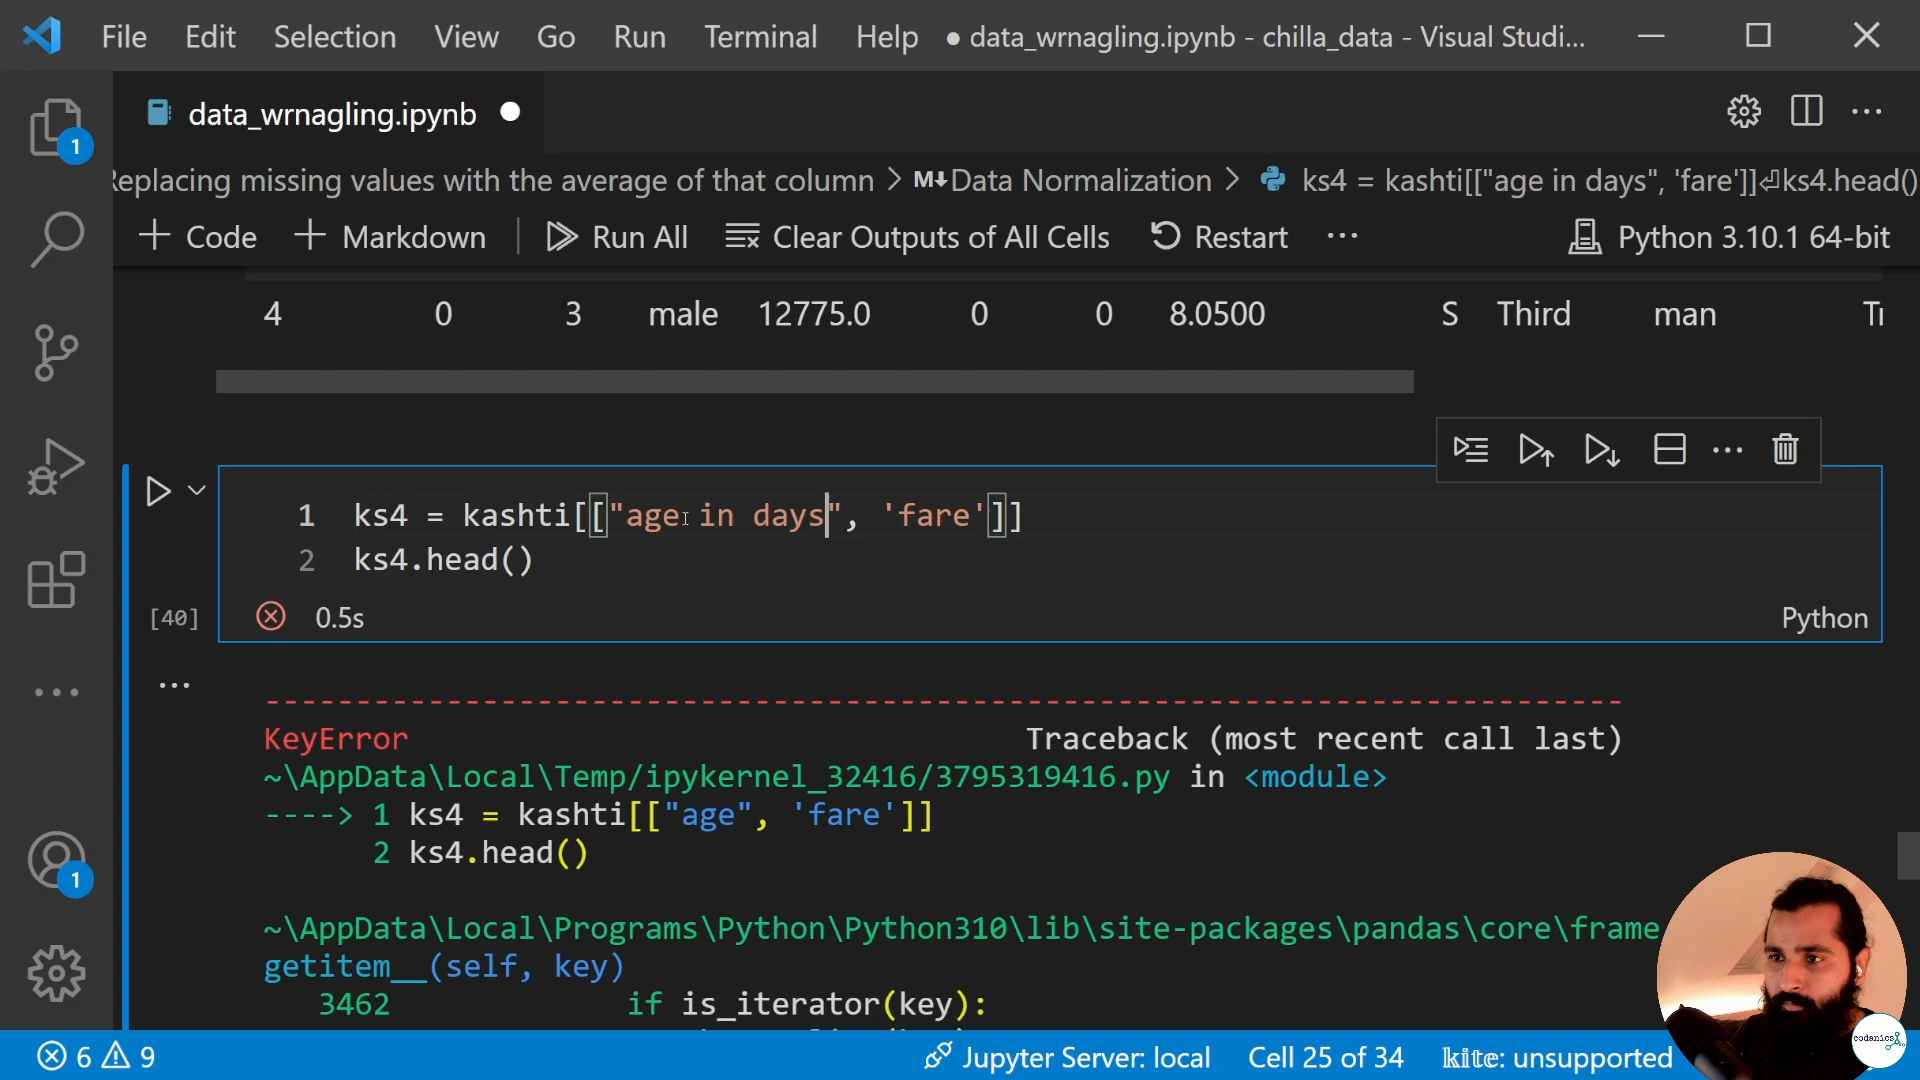 File Edit Selection View Go Run Terminal Help ● data_wrnagling.ipynb - chilla_data - Visual Studi...
data_wrnagling.ipynb
1
Replacing missing values with the average of that column > M↓Data Normalization > ks4 = kashti[["age in days", 'fare']]⏎ks4.head()
+ Code + Markdown Run All Clear Outputs of All Cells Restart ... Python 3.10.1 64-bit
4 0 3 male 12775.0 0 0 8.0500 S Third man
1 ks4 = kashti[["age in days", 'fare']]
2 ks4.head()
[40] 0.5s Python
...
---------------------------------------------------------------------------
KeyError Traceback (most recent call last)
~\AppData\Local\Temp/ipykernel_32416/3795319416.py in <module>
----> 1 ks4 = kashti[["age", 'fare']]
2 ks4.head()
1
~\AppData\Local\Programs\Python\Python310\lib\site-packages\pandas\core\frame
getitem__(self, key)
3462 if is_iterator(key):
codanics
6 9 Jupyter Server: local Cell 25 of 34 kite: unsupported